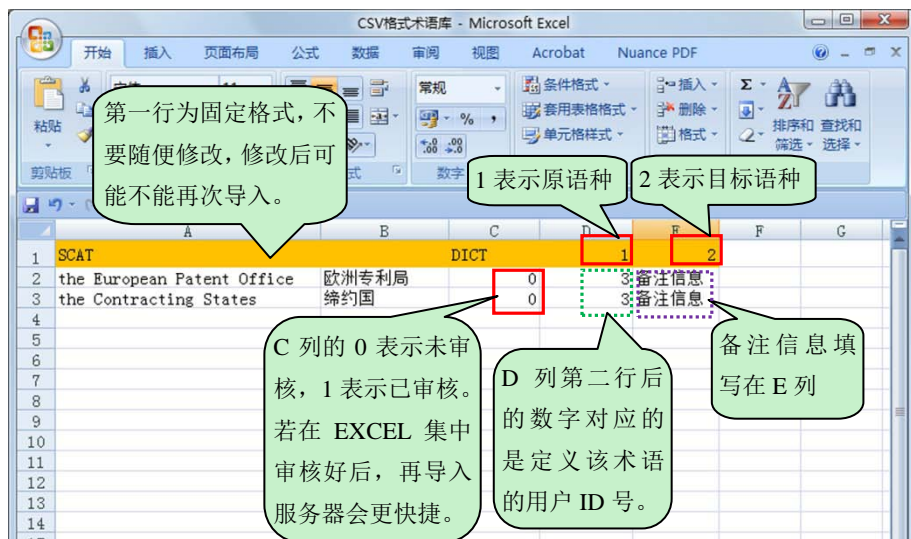 CSV格式术语库 - Microsoft Excel
开始 插入 页面布局 公式 数据 审阅 视图 Acrobat Nuance PDF
常规 条件格式 插入 Σ
套用表格格式 删除
粘贴 % , 单元格样式 格式 排序和 查找和
筛选 选择
剪贴板 数字
第一行为固定格式，不
要随便修改，修改后可
能不能再次导入。
1 表示原语种
2 表示目标语种
A B C D E F G
1 SCAT DICT 1 2
2 the European Patent Office 欧洲专利局 0 3 备注信息
3 the Contracting States 缔约国 0 3 备注信息
4
5
6
7
8
9
10
11
12
13
14
C 列的 0 表示未审
核，1 表示已审核。
若在 EXCEL 集中
审核好后，再导入
服务器会更快捷。
D 列第二行后
的数字对应的
是定义该术语
的用户 ID 号。
备注信息填
写在 E 列